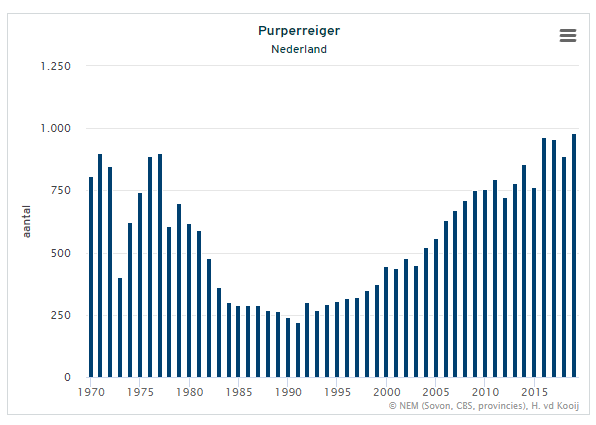 Purperreiger
Nederland
1.250
1.000
750
500
250
0
aantal
1970 1975 1980 1985 1990 1995 2000 2005 2010 2015
© NEM (Sovon, CBS, provincies), H. vd Kooij